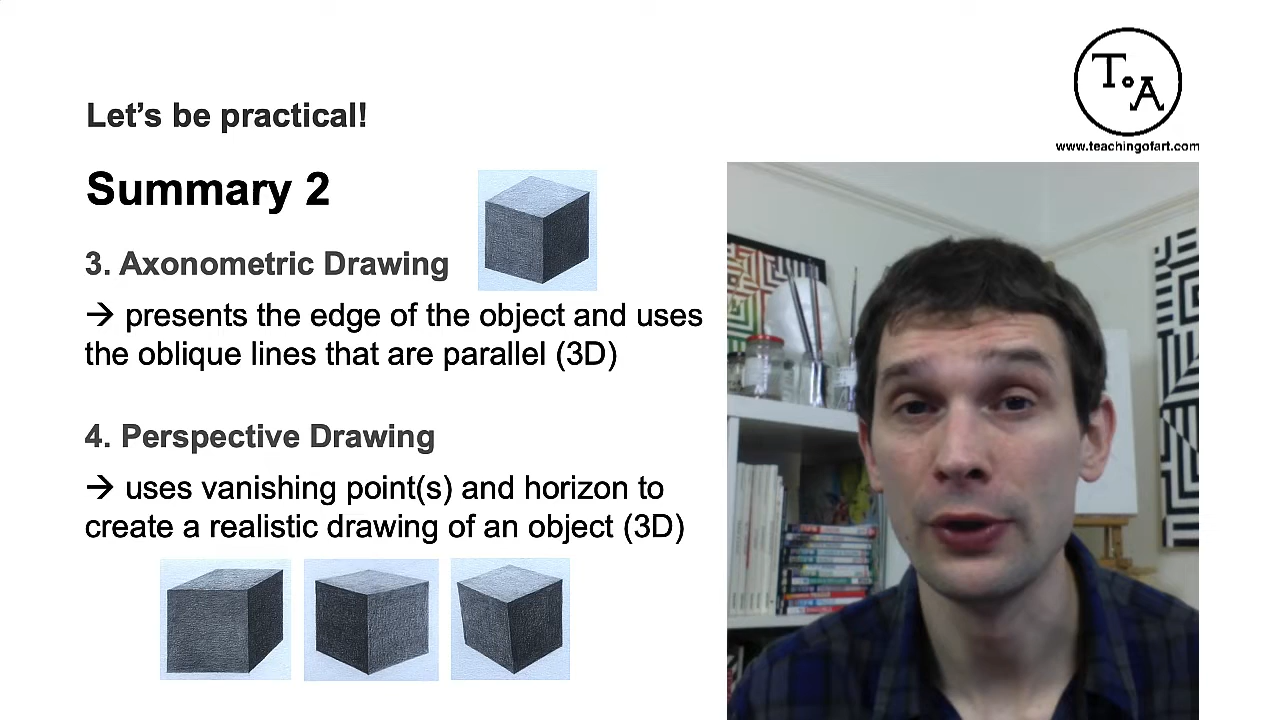 T.A
www.teachingofart.com
Let's be practical!
Summary 2
3. Axonometric Drawing
→ presents the edge of the object and uses
the oblique lines that are parallel (3D)
4. Perspective Drawing
→ uses vanishing point(s) and horizon to
create a realistic drawing of an object (3D)